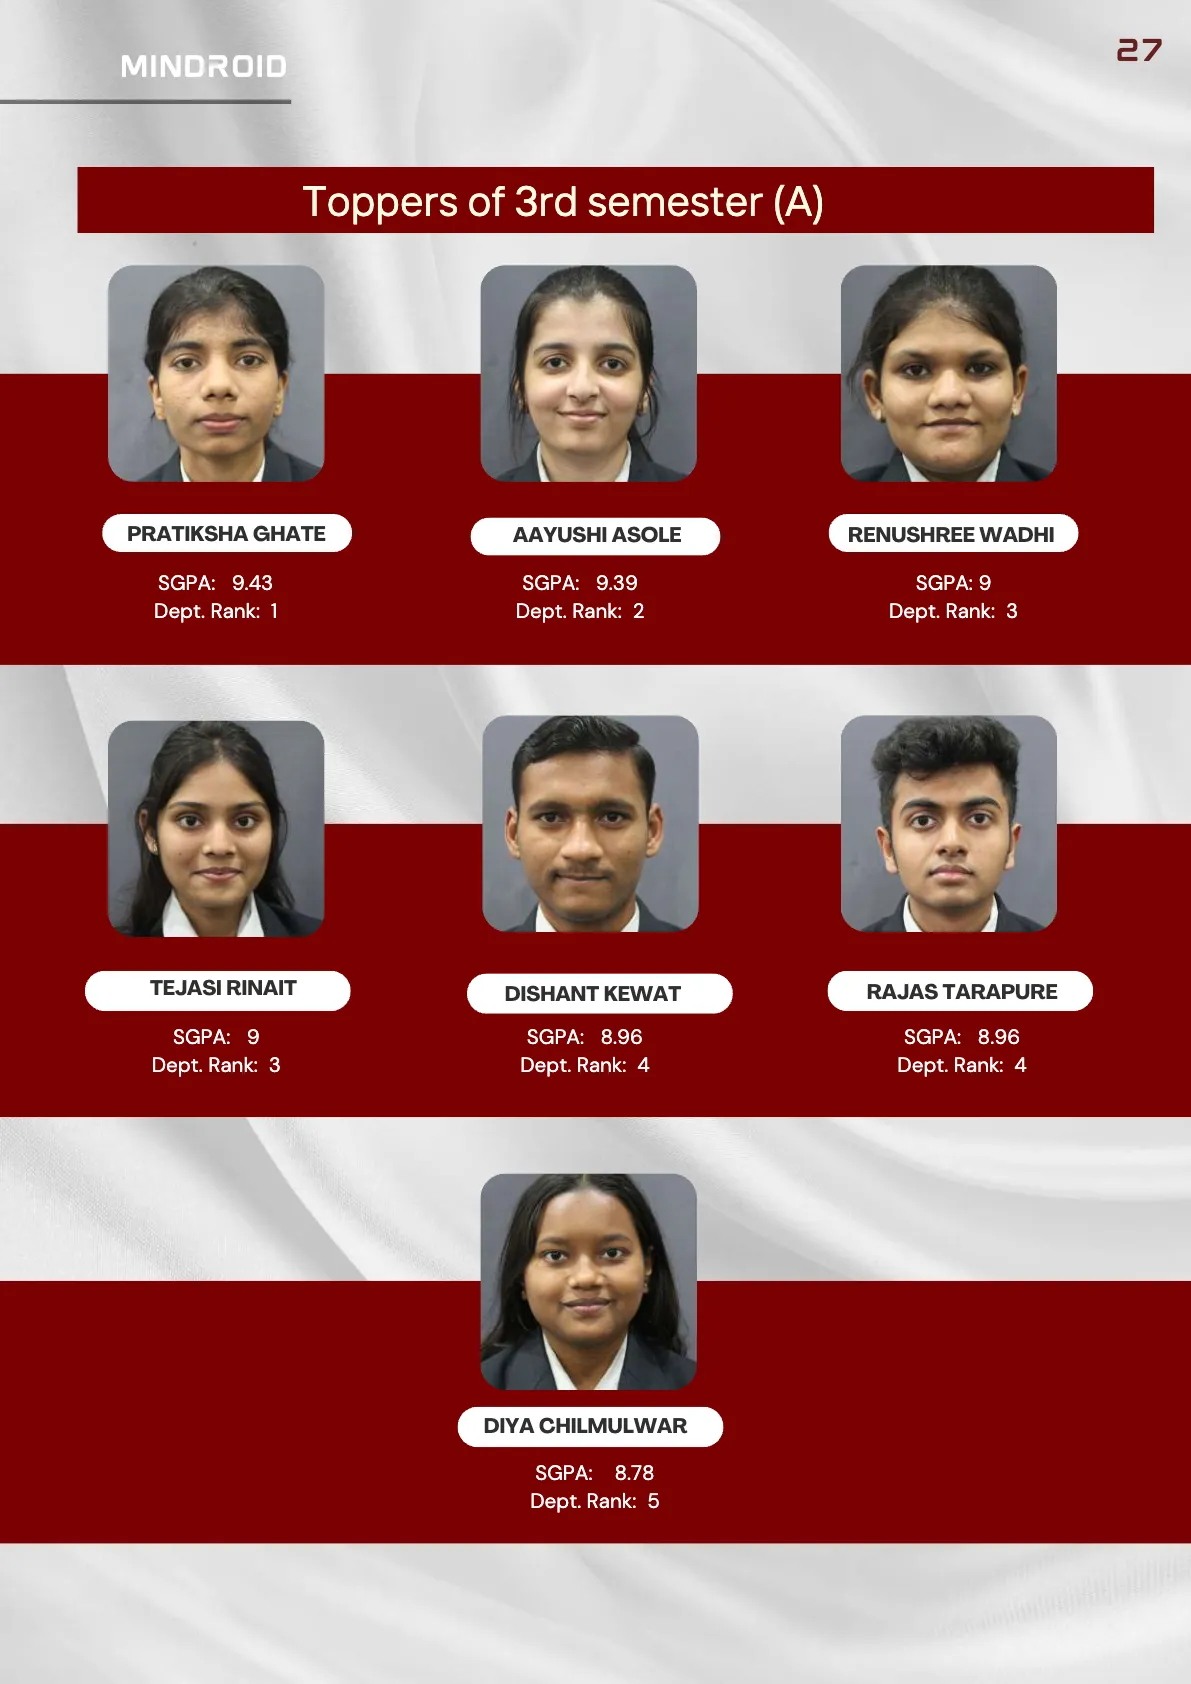 MINDROID
27
Toppers of 3rd semester (A)
PRATIKSHA GHATE
SGPA: 9.43
Dept. Rank: 1
AAYUSHI ASOLE
SGPA: 9.39
Dept. Rank: 2
RENUSHREE WADHI
SGPA: 9
Dept. Rank: 3
TEJASI RINAIT
SGPA: 9
Dept. Rank: 3
DISHANT KEWAT
SGPA: 8.96
Dept. Rank: 4
RAJAS TARAPURE
SGPA: 8.96
Dept. Rank: 4
DIYA CHILMULWAR
SGPA: 8.78
Dept. Rank: 5